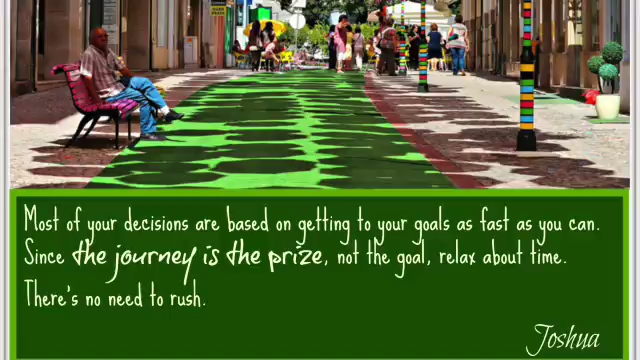 Most of your decisions are based on getting to your goals as fast as you can.
Since the journey is the prize, not the goal, relax about time.
There's no need to rush.
Joshua